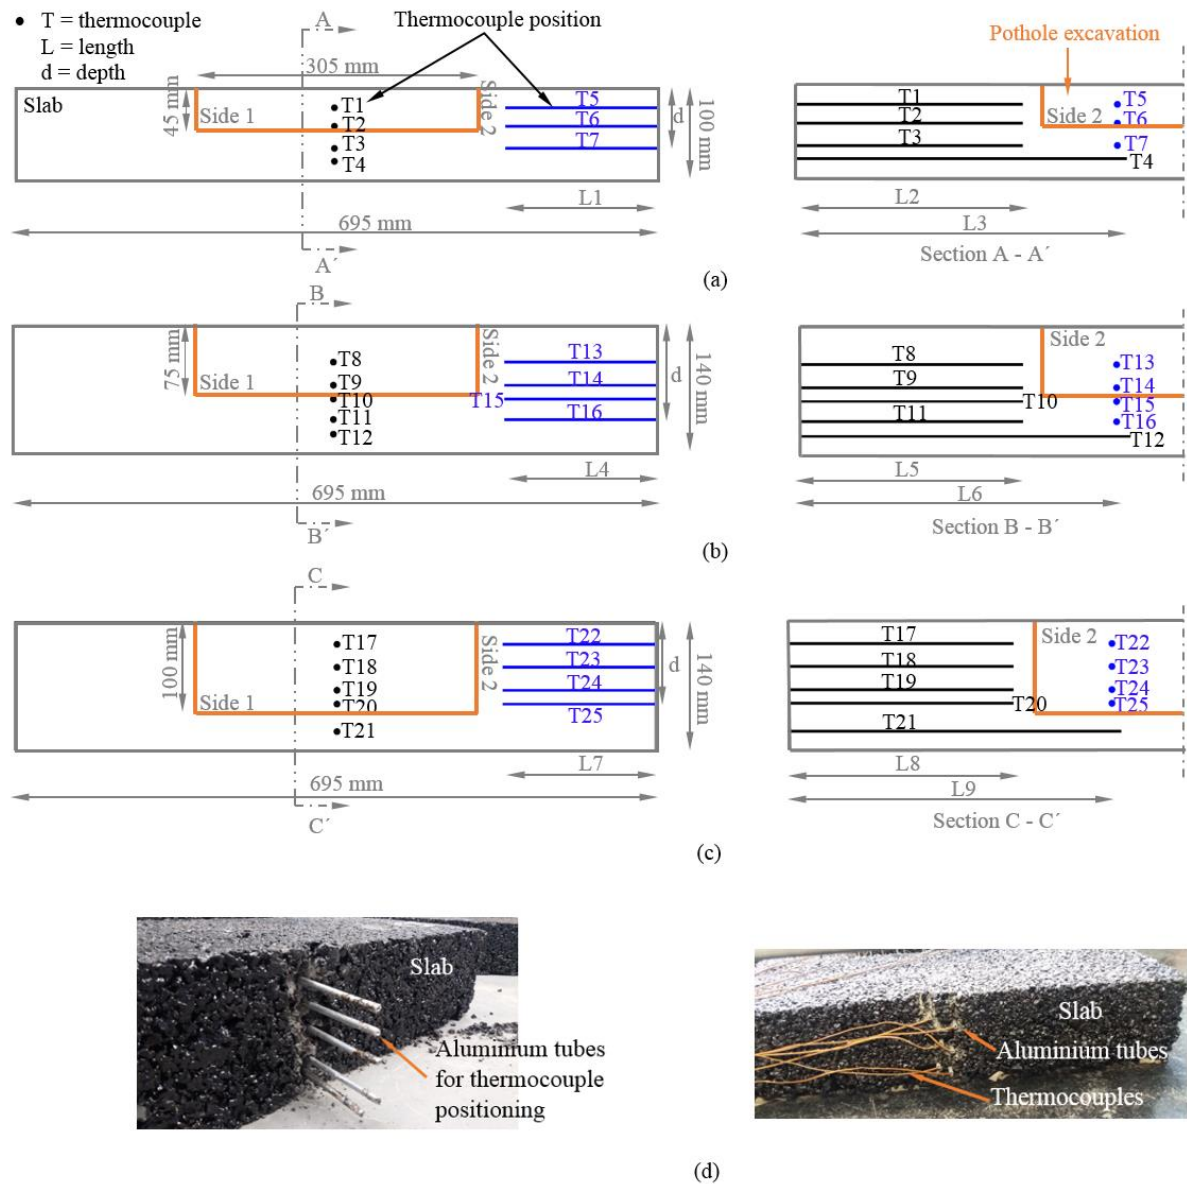 • T = thermocouple
L = length
d = depth
Thermocouple position
Pothole excavation
A
305 mm
Slab
45 mm
Side 1
Side 2
T1
T2
T3
T4
T5
T6
T7
d
100 mm
L1
695 mm
A´
T1
T2
T3
T4
Side 2
T5
T6
T7
L2
L3
Section A - A´
(a)
B
75 mm
Side 1
Side 2
T8
T9
T10
T11
T12
T13
T14
T15
T16
d
140 mm
L4
695 mm
B´
T8
T9
T10
T11
T12
Side 2
T13
T14
T15
T16
L5
L6
Section B - B´
(b)
C
100 mm
Side 1
Side 2
T17
T18
T19
T20
T21
T22
T23
T24
T25
d
140 mm
L7
695 mm
C´
T17
T18
T19
T20
T21
Side 2
T22
T23
T24
T25
L8
L9
Section C - C´
(c)
Slab
Aluminium tubes
for thermocouple
positioning
Slab
Aluminium tubes
Thermocouples
(d)